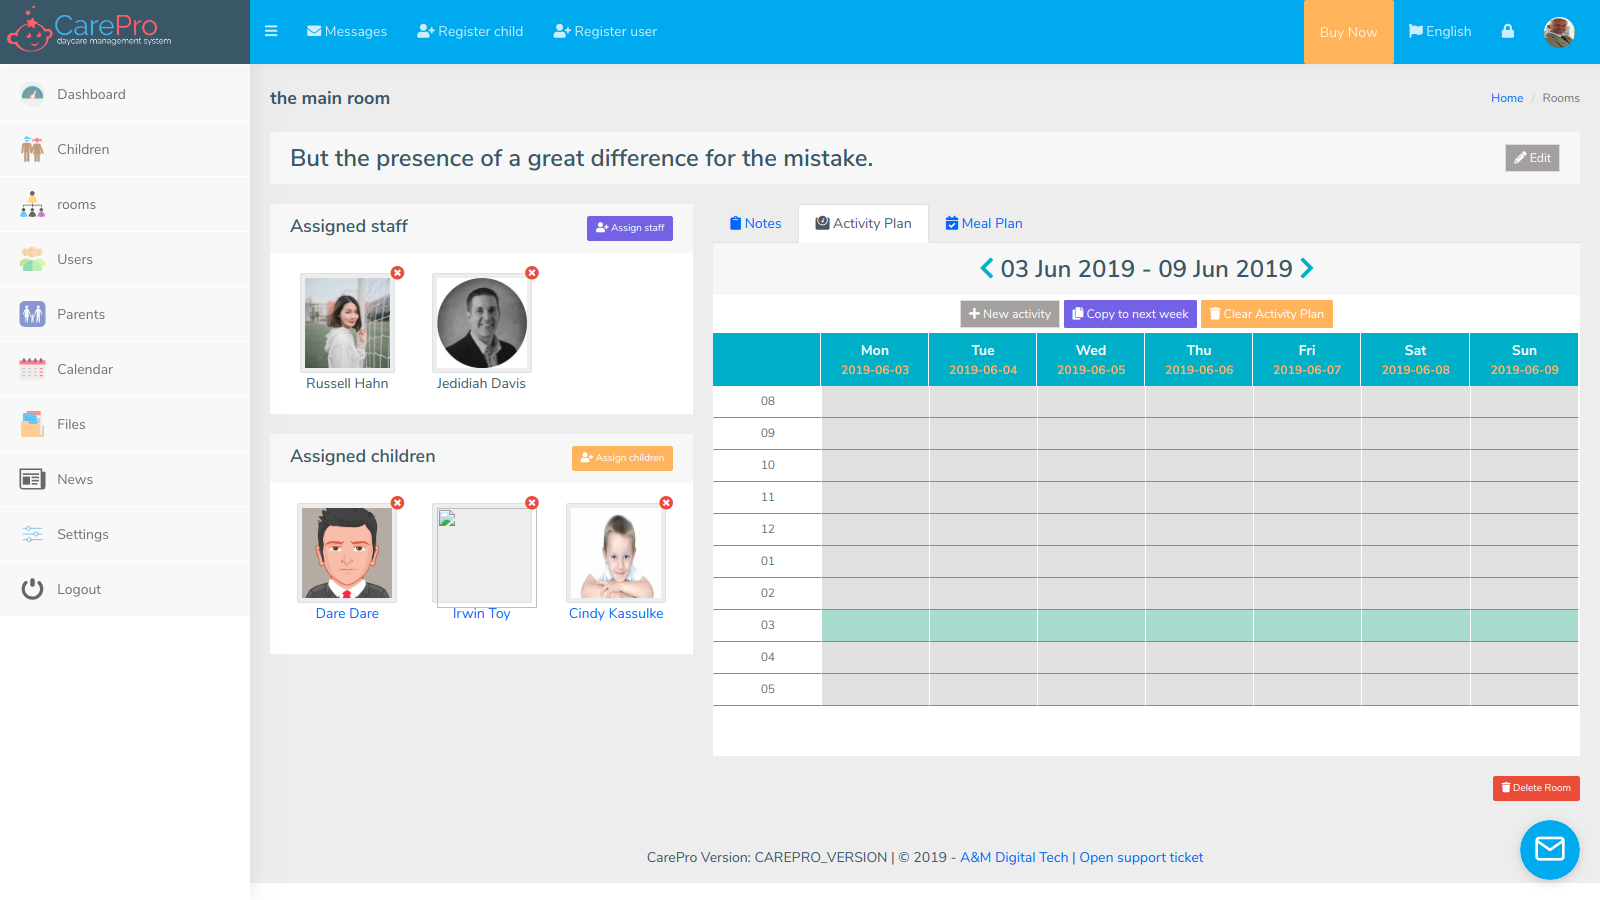 CarePro
daycare management system
Messages
Register child
Register user
Buy Now
English
Dashboard
Children
rooms
Users
Parents
Calendar
Files
News
Settings
Logout
the main room
Home / Rooms
But the presence of a great difference for the mistake.
Edit
Assigned staff
Assign staff
Russell Hahn
Jedidiah Davis
Assigned children
Assign children
Dare Dare
Irwin Toy
Cindy Kassulke
Notes
Activity Plan
Meal Plan
03 Jun 2019 - 09 Jun 2019
New activity
Copy to next week
Clear Activity Plan
Mon Tue Wed Thu Fri Sat Sun
2019-06-03 2019-06-04 2019-06-05 2019-06-06 2019-06-07 2019-06-08 2019-06-09
08
09
10
11
12
01
02
03
04
05
Delete Room
CarePro Version: CAREPRO_VERSION | © 2019 - A&M Digital Tech | Open support ticket